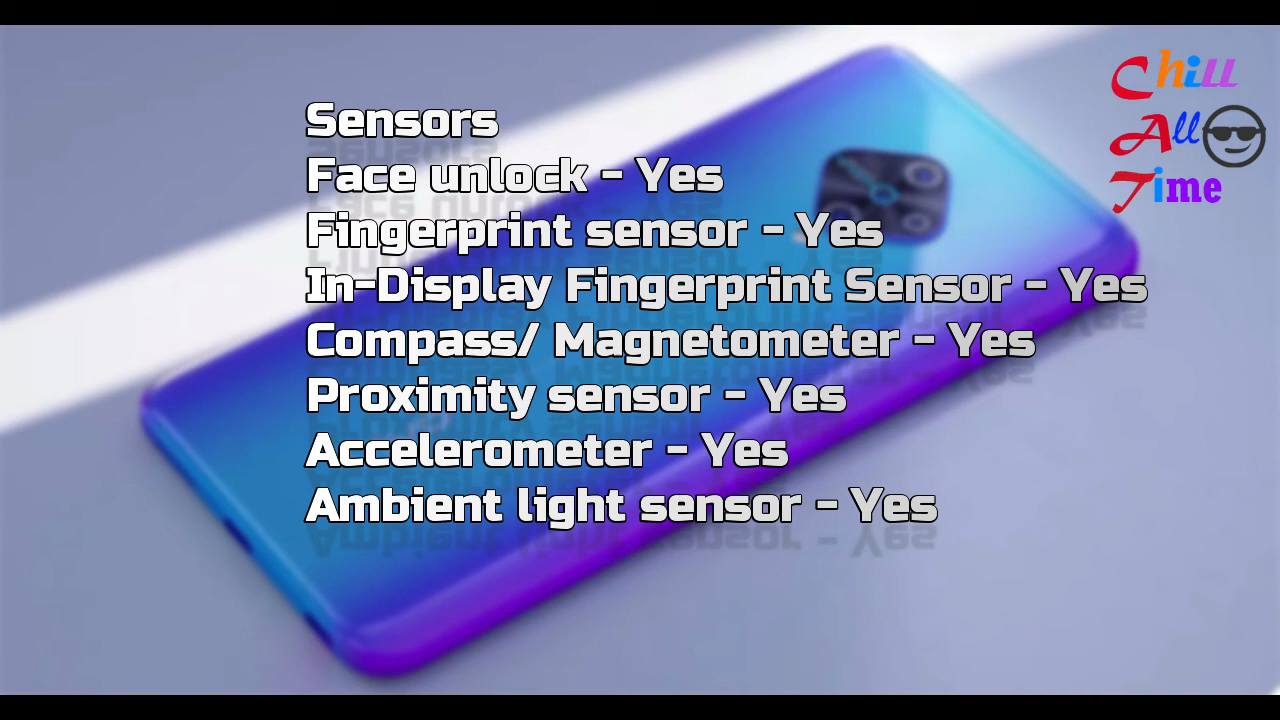 Chill
All
Time
Sensors
Face unlock - Yes
Fingerprint sensor - Yes
In-Display Fingerprint Sensor - Yes
Compass/ Magnetometer - Yes
Proximity sensor - Yes
Accelerometer - Yes
Ambient light sensor - Yes